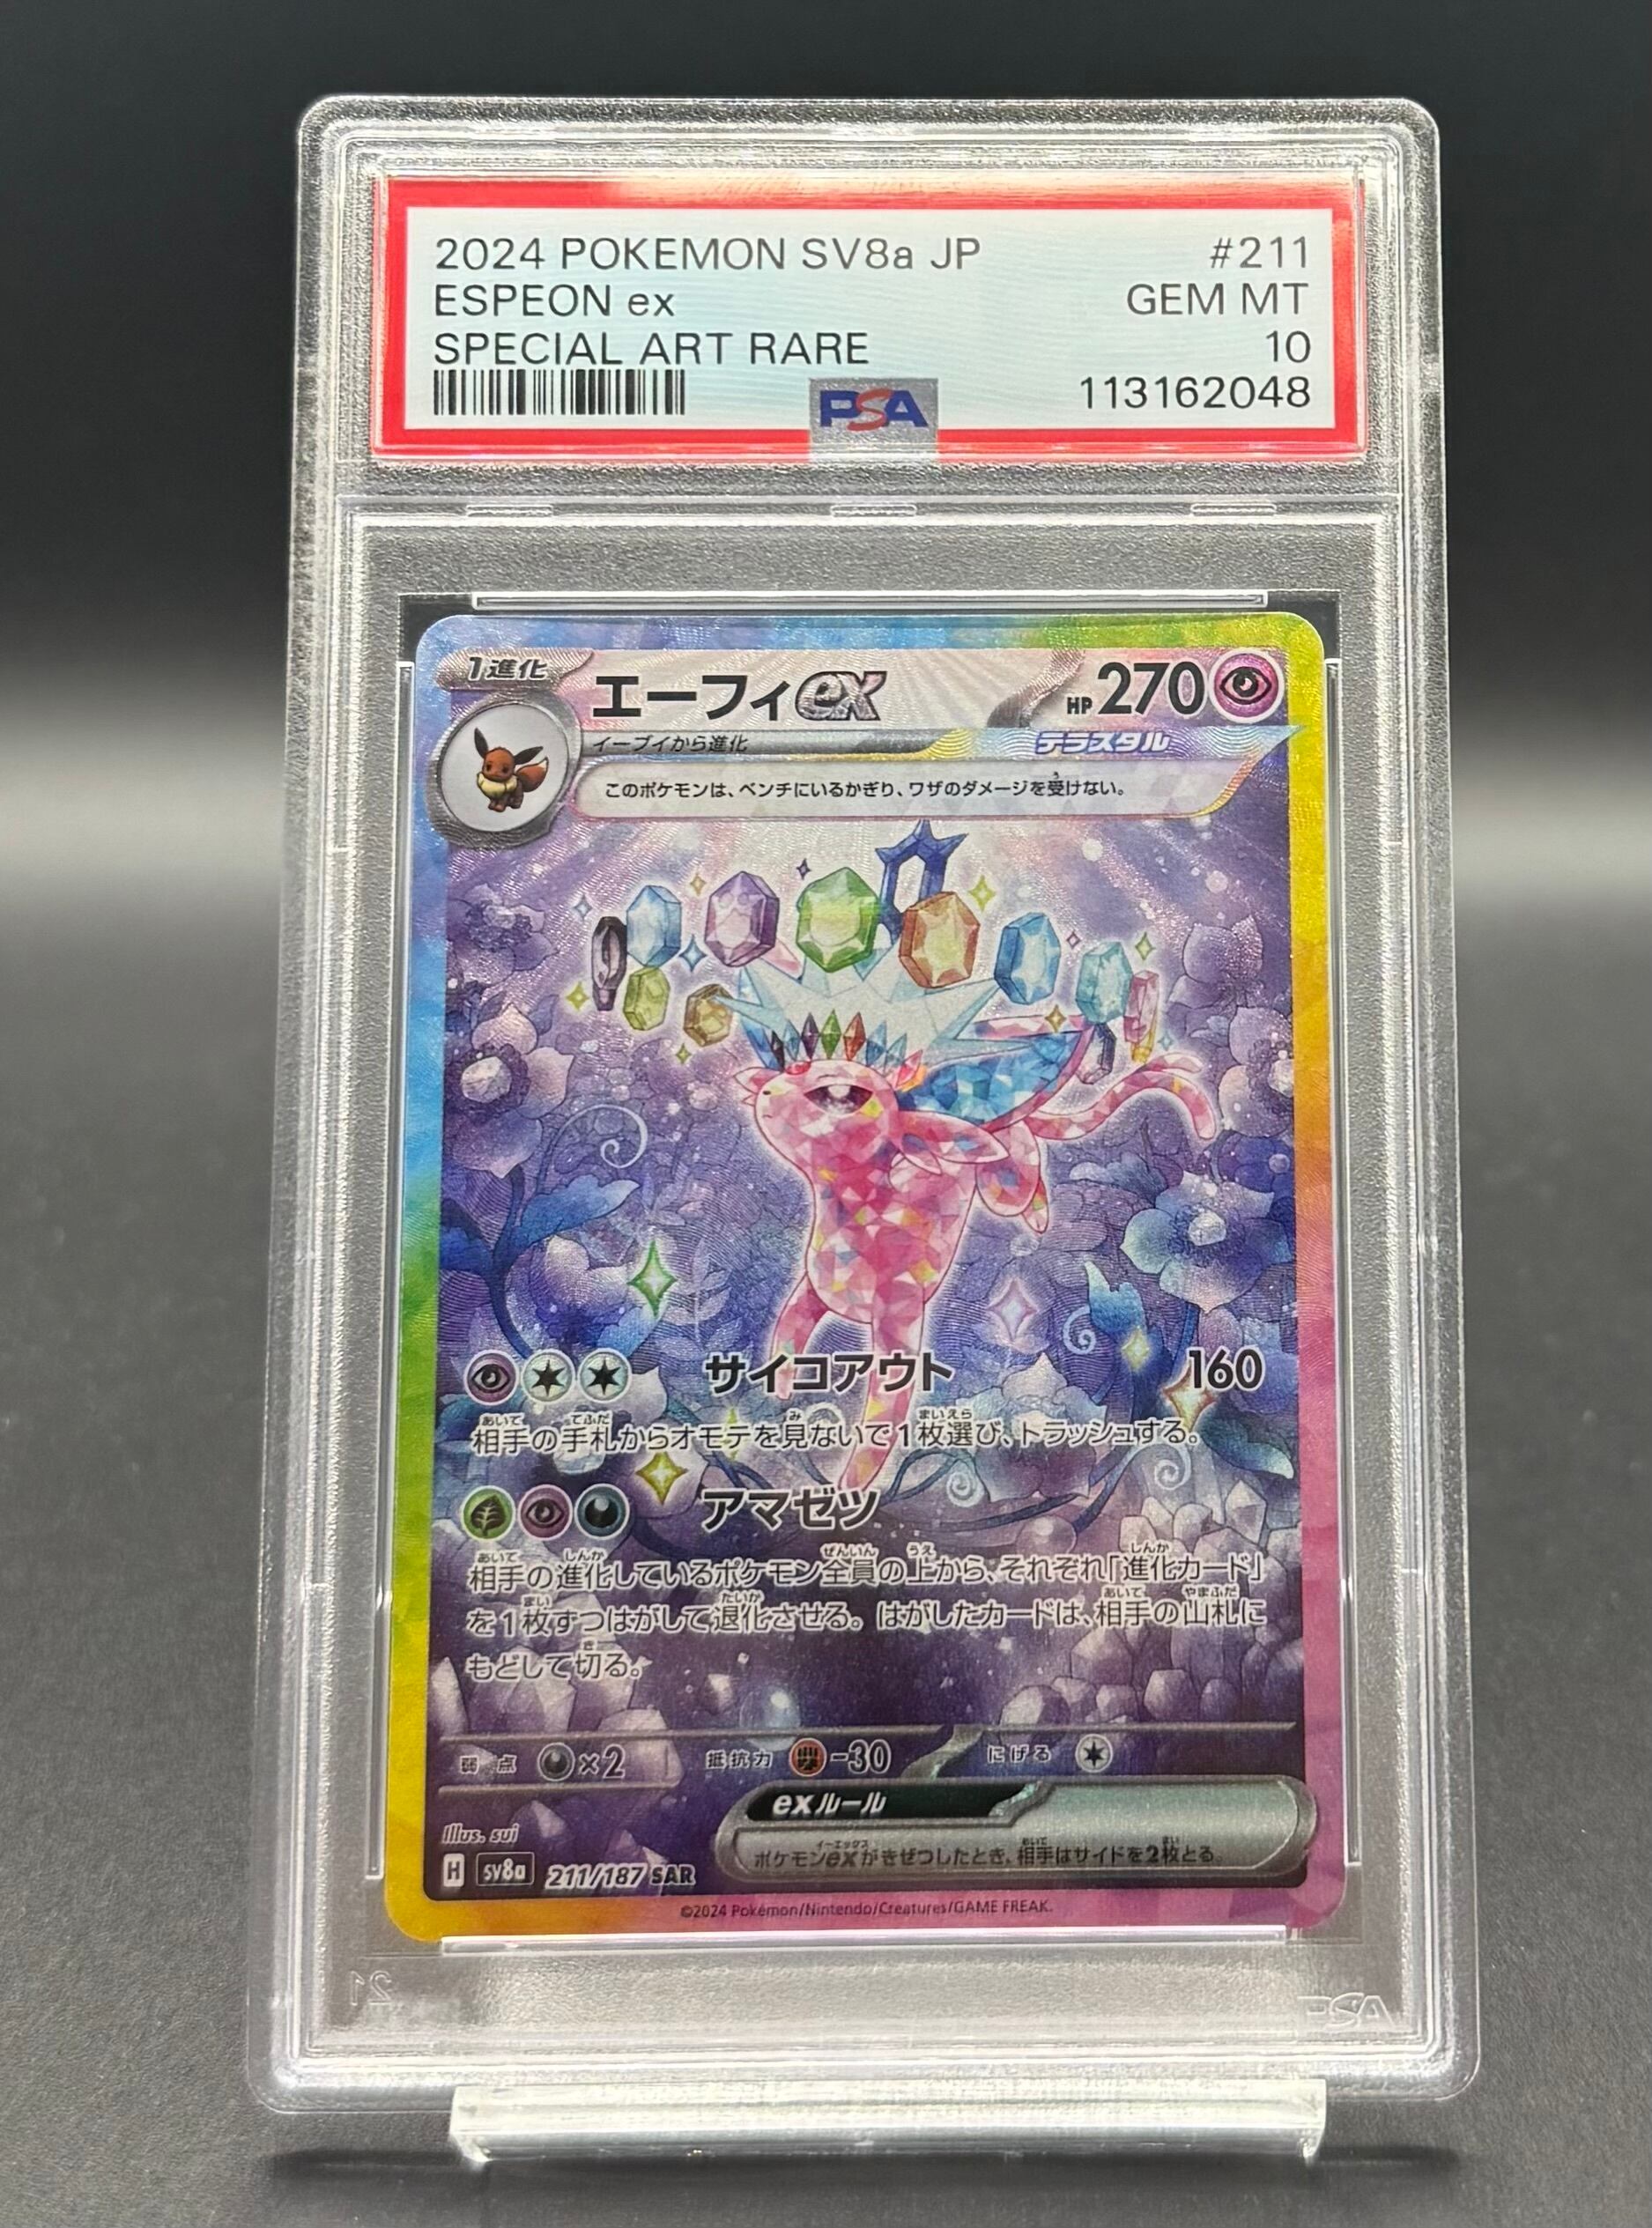 2024 POKEMON SV8a JP #211
ESPEON ex GEM MT
SPECIAL ART RARE 10
PSA 113162048
1進化 エーフィex HP270
イーブイから進化 テラスタル
このポケモンは、ベンチにいるかぎり、ワザのダメージを受けない。
サイコアウト 160
相手の手札からオモテを見ないで1枚選び、トラッシュする。
アマゼツ
相手の進化しているポケモン全員の上から、それぞれ「進化カード」
を1枚ずつはがして退化させる。はがしたカードは、相手の山札に
もどして切る。
弱点 ×2 抵抗力 -30 にげる
exルール
ポケモンexがきぜつしたとき、相手はサイドを2枚とる。
Illus. sui
H sv8a 211/187 SAR
©2024 Pokémon/Nintendo/Creatures/GAME FREAK.
PSA